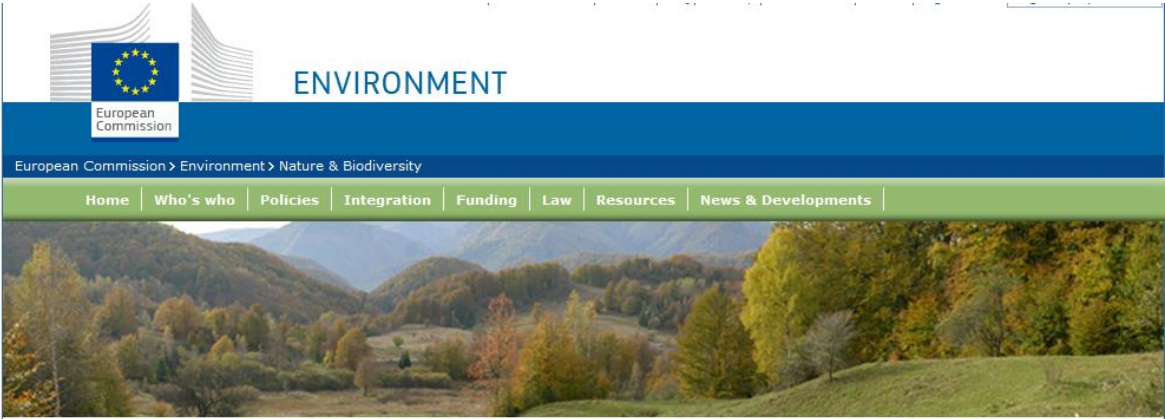 ENVIRONMENT
European
Commission
European Commission > Environment > Nature & Biodiversity
Home Who's who Policies Integration Funding Law Resources News & Developments